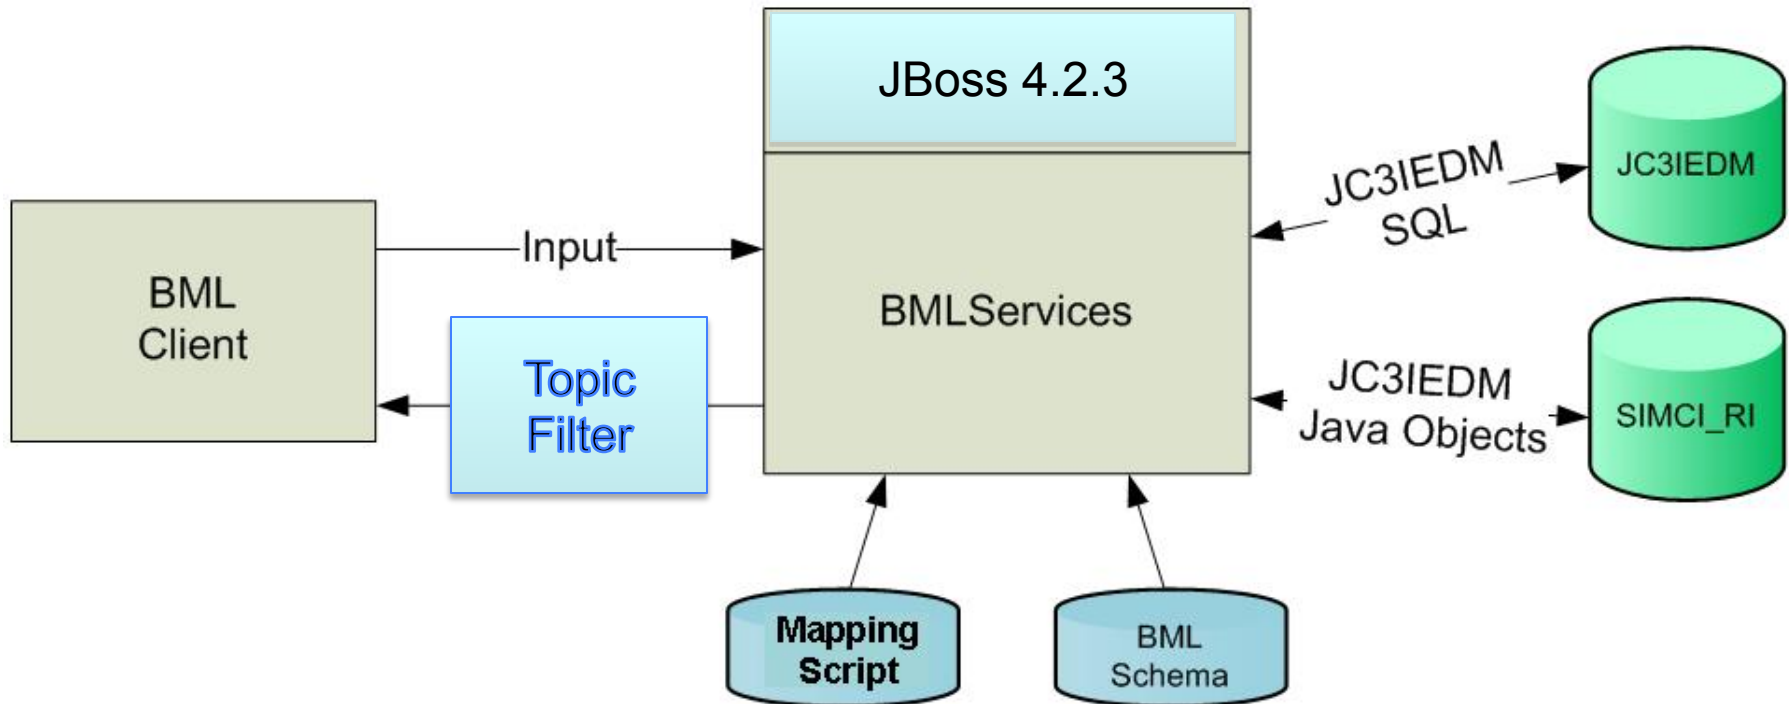 JBoss 4.2.3
BML
Client
Input
Topic
Filter
BMLServices
JC3IEDM
SQL
JC3IEDM
JC3IEDM
Java Objects
SIMCI_RI
Mapping
Script
BML
Schema